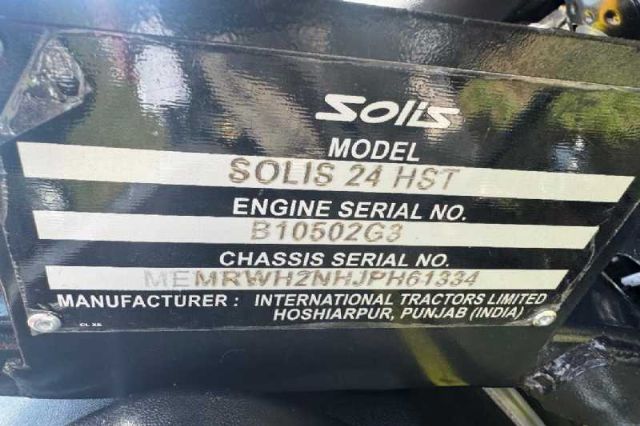 SOLIS
MODEL
SOLIS 24 HST
ENGINE SERIAL NO.
B10502G3
CHASSIS SERIAL NO.
MEMRWH2NHJPH61334
MANUFACTURER : INTERNATIONAL TRACTORS LIMITED
HOSHIARPUR, PUNJAB (INDIA)